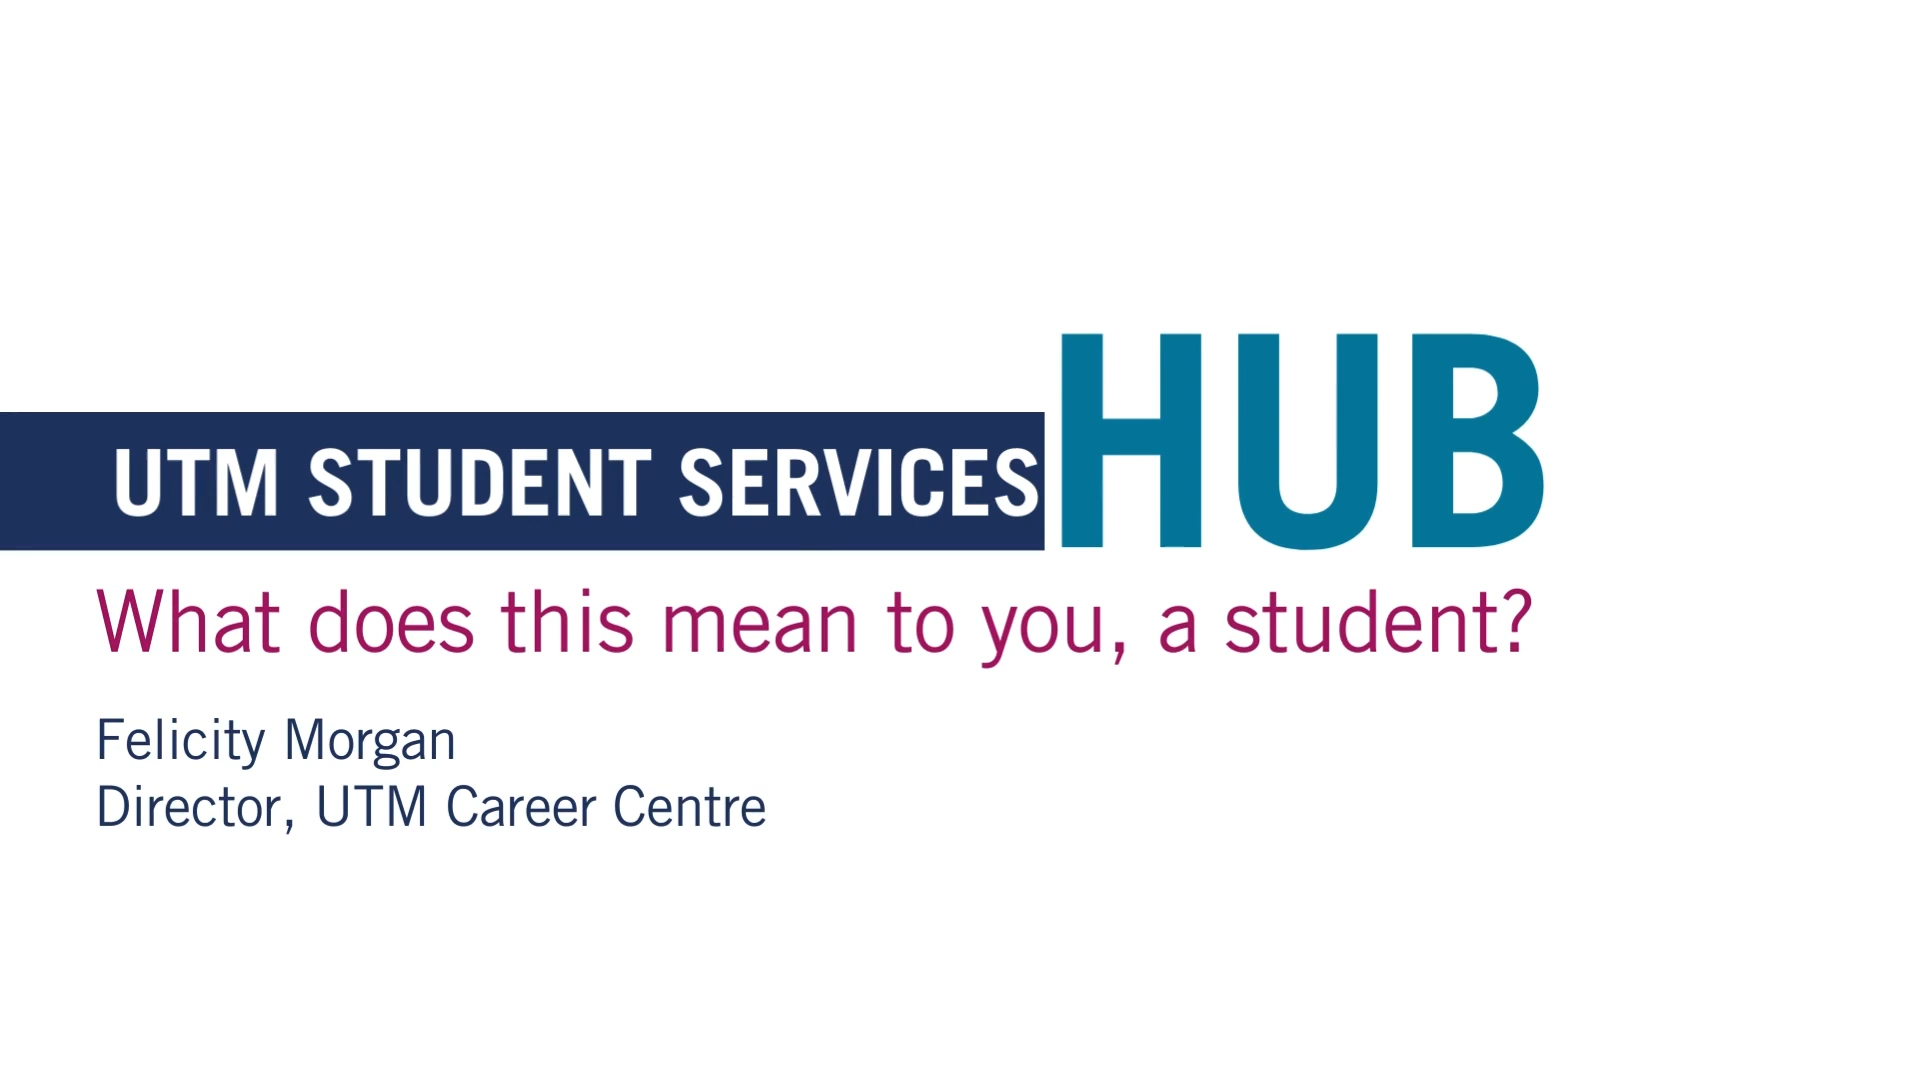 UTM STUDENT SERVICES HUB
What does this mean to you, a student?
Felicity Morgan
Director, UTM Career Centre